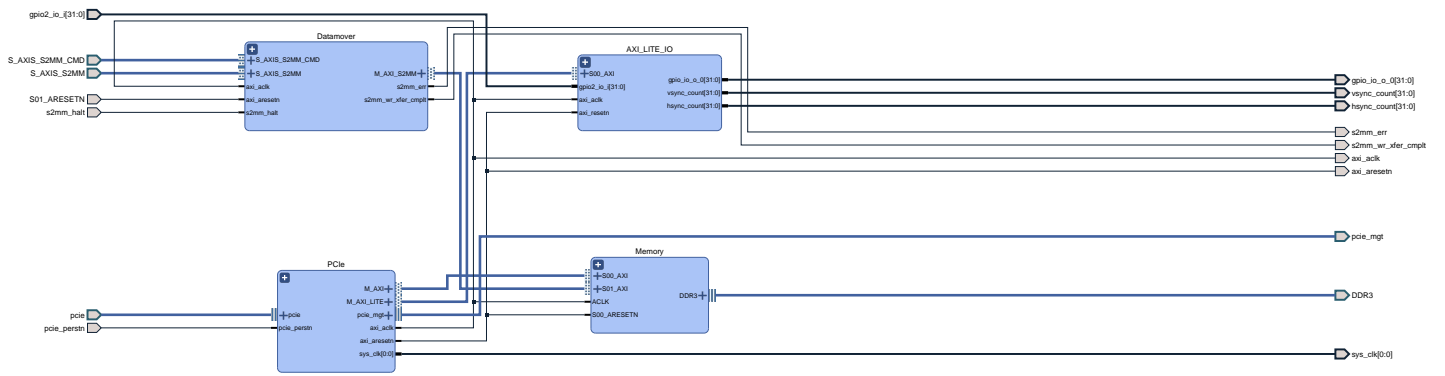 gpio2_io_i[31:0]
S_AXIS_S2MM_CMD
S_AXIS_S2MM
S01_ARESETN
s2mm_halt
Datamover
S_AXIS_S2MM_CMD
S_AXIS_S2MM
axi_aclk
axi_aresetn
s2mm_halt
M_AXI_S2MM
s2mm_err
s2mm_wr_xfer_cmplt
AXI_LITE_IO
S00_AXI
gpio2_io_i[31:0]
axi_aclk
axi_resetn
gpio_io_o_0[31:0]
vsync_count[31:0]
hsync_count[31:0]
gpio_io_o_0[31:0]
vsync_count[31:0]
hsync_count[31:0]
s2mm_err
s2mm_wr_xfer_cmplt
axi_aclk
axi_aresetn
pcie_mgt
pcie
pcie_perstn
PCIe
pcie
pcie_perstn
M_AXI
M_AXI_LITE
pcie_mgt
axi_aclk
axi_aresetn
sys_clk[0:0]
Memory
S00_AXI
S01_AXI
ACLK
S00_ARESETN
DDR3
DDR3
sys_clk[0:0]